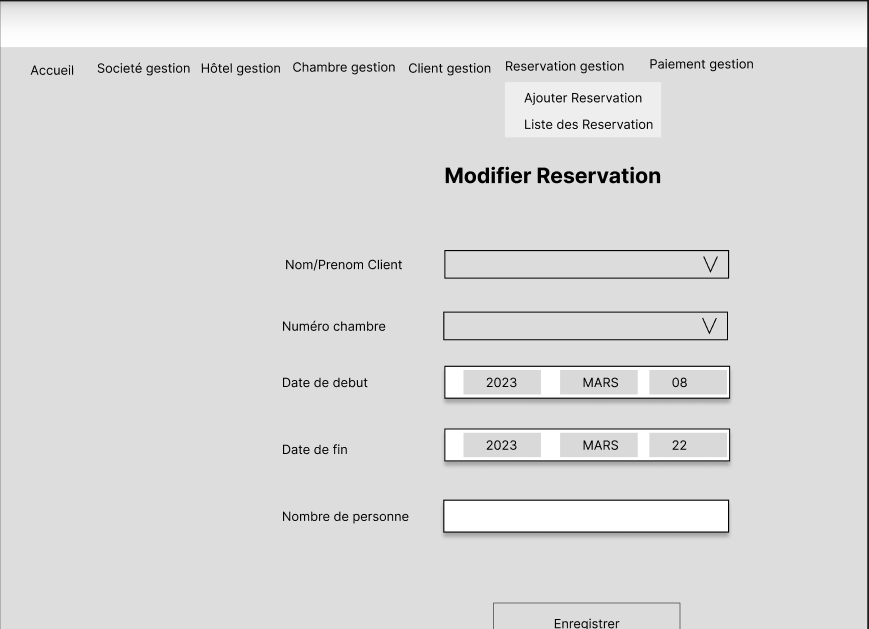 Accueil Societé gestion Hôtel gestion Chambre gestion Client gestion Reservation gestion Paiement gestion
Ajouter Reservation
Liste des Reservation
Modifier Reservation
Nom/Prenom Client
Numéro chambre
Date de debut 2023 MARS 08
Date de fin 2023 MARS 22
Nombre de personne
Enregistrer